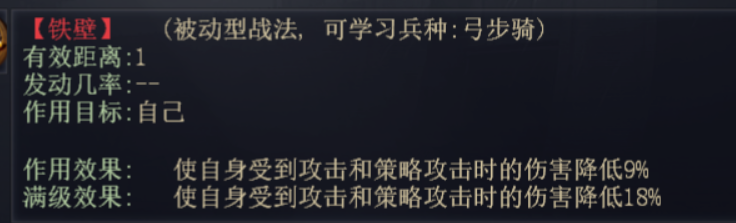 【铁壁】 (被动型战法, 可学习兵种:弓步骑)
有效距离:1
发动几率:--
作用目标:自己
作用效果: 使自身受到攻击和策略攻击时的伤害降低9%
满级效果: 使自身受到攻击和策略攻击时的伤害降低18%